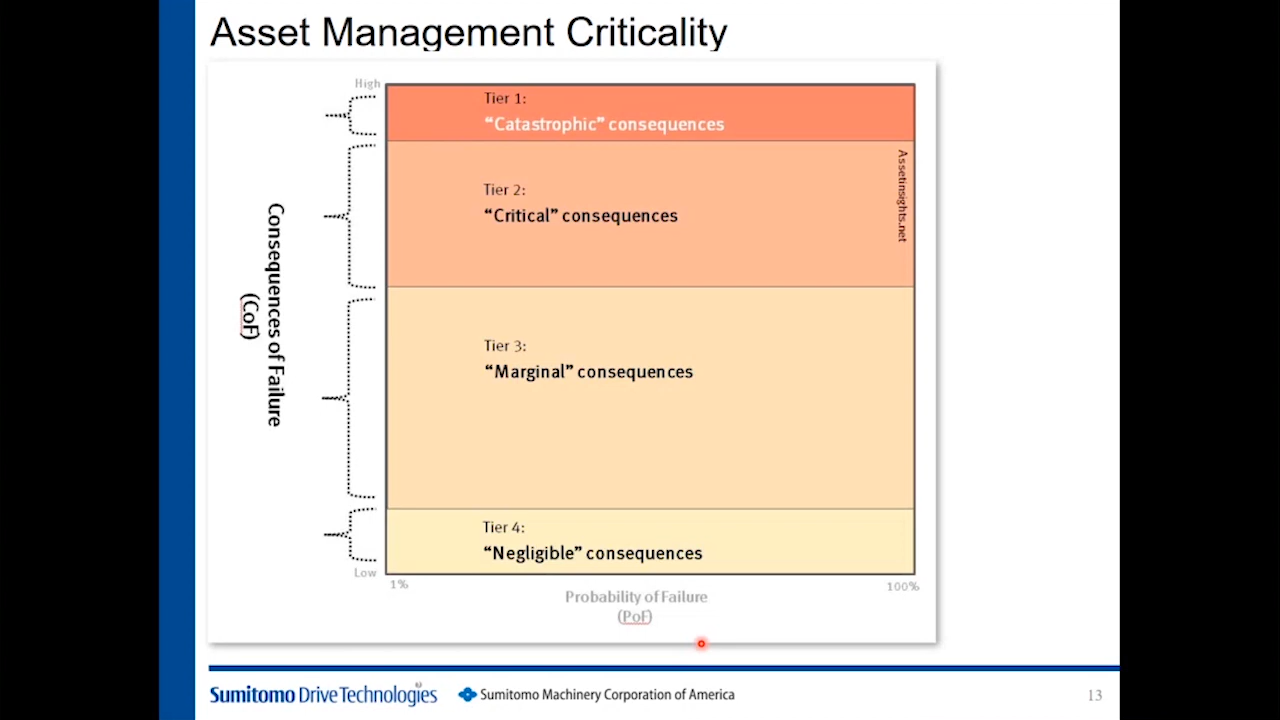 Asset Management Criticality
High
Tier 1:
“Catastrophic” consequences
Assetinsights.net
Tier 2:
“Critical” consequences
Consequences of Failure
(CoF)
Tier 3:
“Marginal” consequences
Tier 4:
“Negligible” consequences
Low
1%
100%
Probability of Failure
(PoF)
Sumitomo Drive Technologies
Sumitomo Machinery Corporation of America
13